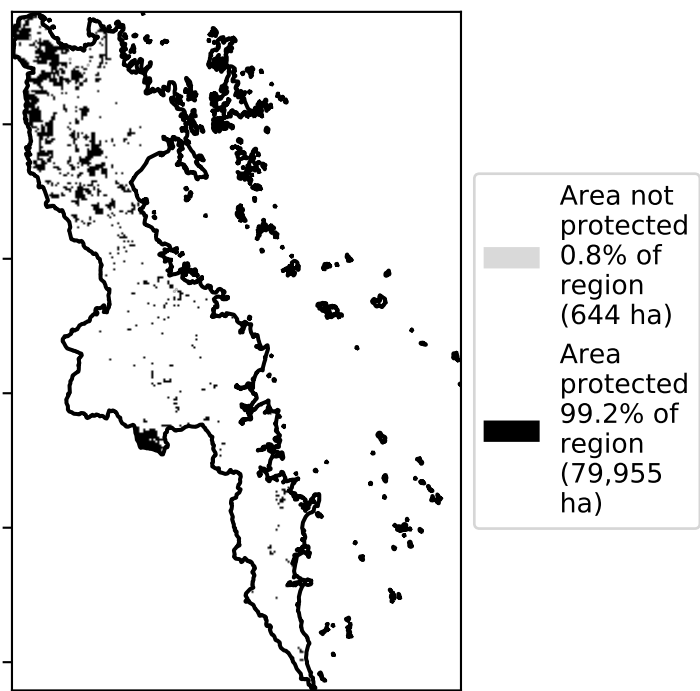 Area not
protected
0.8% of
region
(644 ha)
Area
protected
99.2% of
region
(79,955
ha)